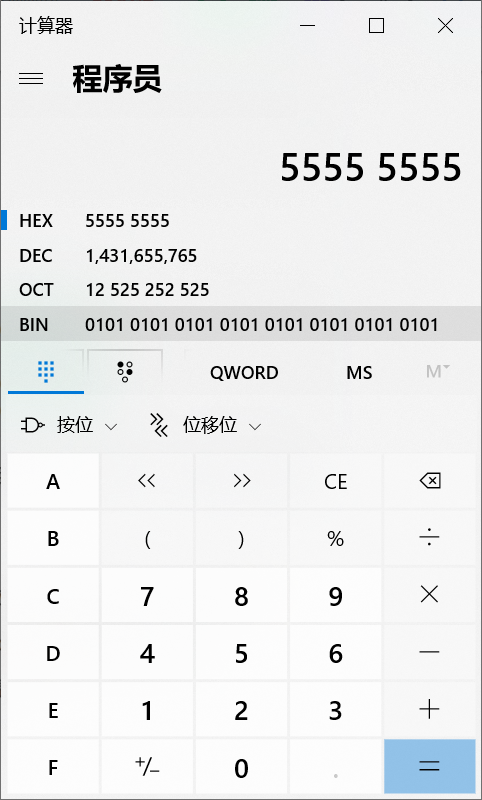 计算器
程序员
5555 5555
HEX 5555 5555
DEC 1,431,655,765
OCT 12 525 252 525
BIN 0101 0101 0101 0101 0101 0101 0101 0101
QWORD MS M
按位 位移位
A << >> CE
B ( ) % ÷
C 7 8 9 ×
D 4 5 6 −
E 1 2 3 +
F +/− 0 . =